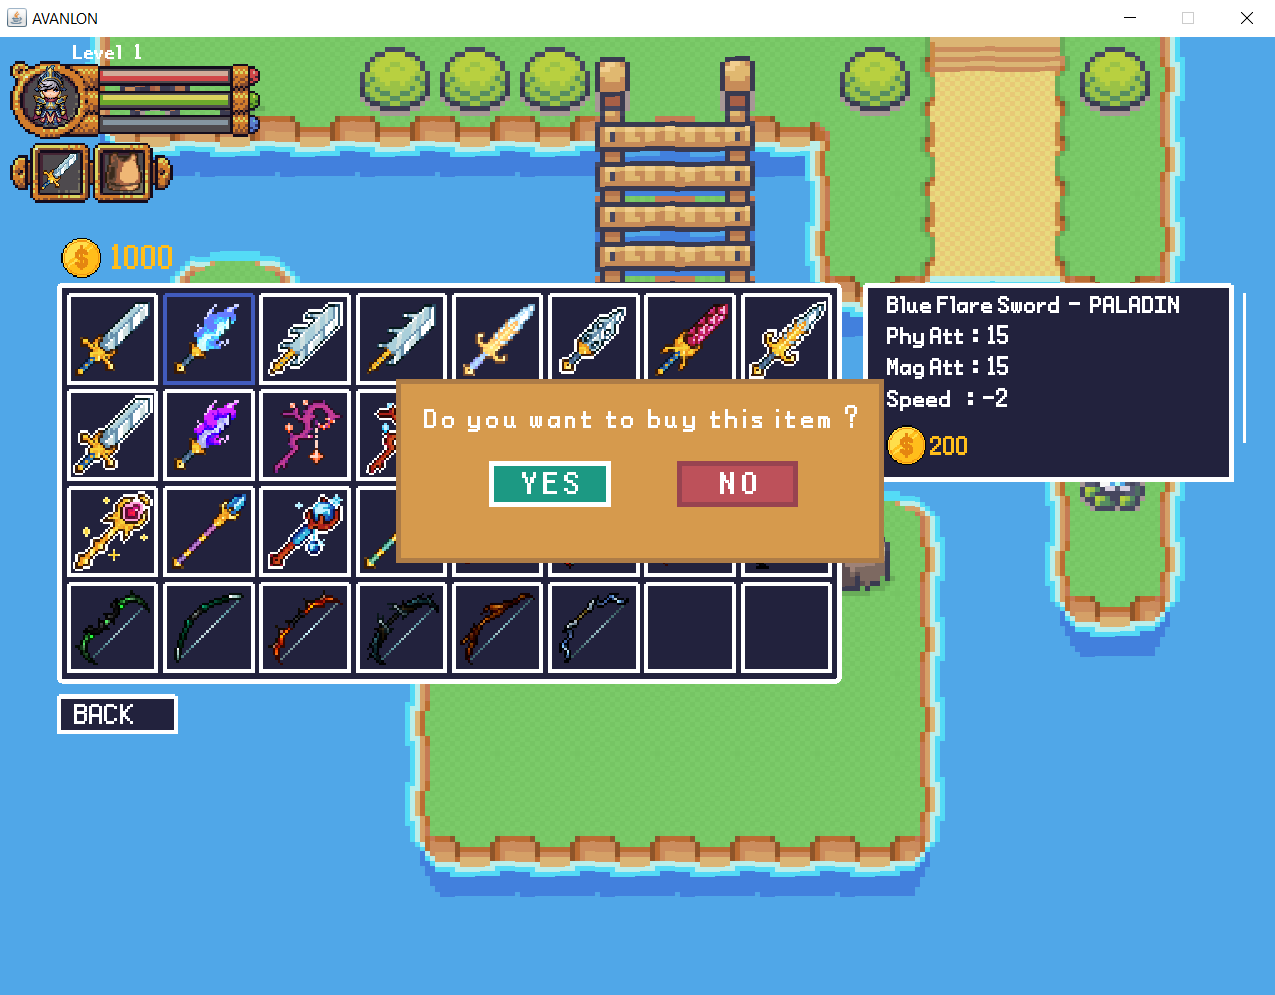 AVANLON
Level 1
1000
Blue Flare Sword - PALADIN
Phy Att : 15
Mag Att : 15
Speed : -2
200
Do you want to buy this item ?
YES
NO
BACK